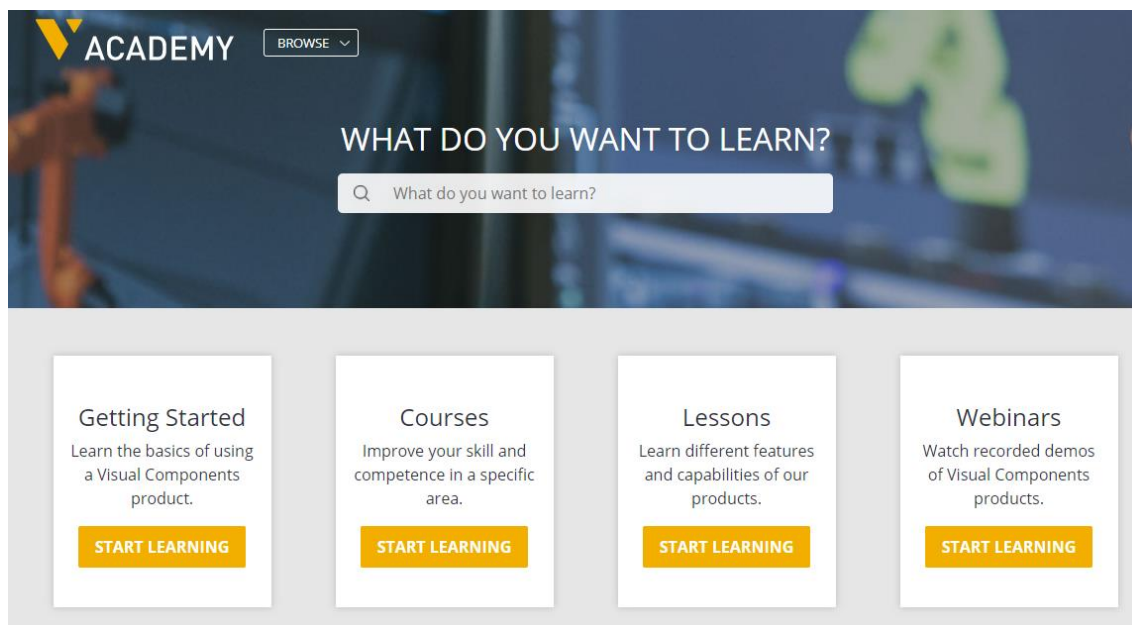 ACADEMY
BROWSE
WHAT DO YOU WANT TO LEARN?
What do you want to learn?
Getting Started
Learn the basics of using
a Visual Components
product.
START LEARNING
Courses
Improve your skill and
competence in a specific
area.
START LEARNING
Lessons
Learn different features
and capabilities of our
products.
START LEARNING
Webinars
Watch recorded demos
of Visual Components
products.
START LEARNING